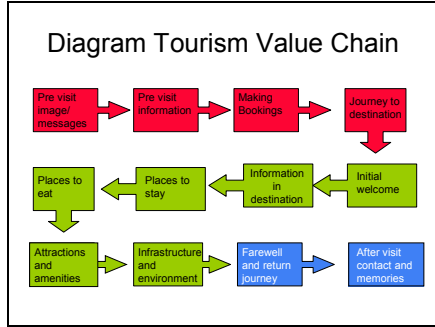 Diagram Tourism Value Chain
Pre visit
image/
messages
Pre visit
information
Making
Bookings
Journey to
destination
Initial
welcome
Information
in
destination
Places to
stay
Places to
eat
Attractions
and
amenities
Infrastructure
and
environment
Farewell
and return
journey
After visit
contact and
memories